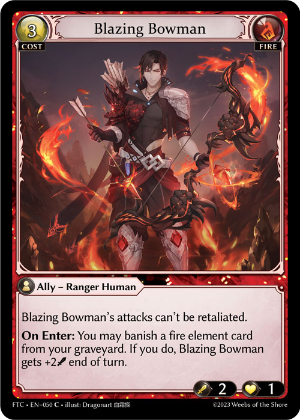 3 Blazing Bowman
COST FIRE
Ally – Ranger Human
Blazing Bowman's attacks can't be retaliated.
On Enter: You may banish a fire element card
from your graveyard. If you do, Blazing Bowman
gets +2 end of turn.
2 1
FTC • EN–051 C • illust: Dragonart ©2023 Weebs of the Shore